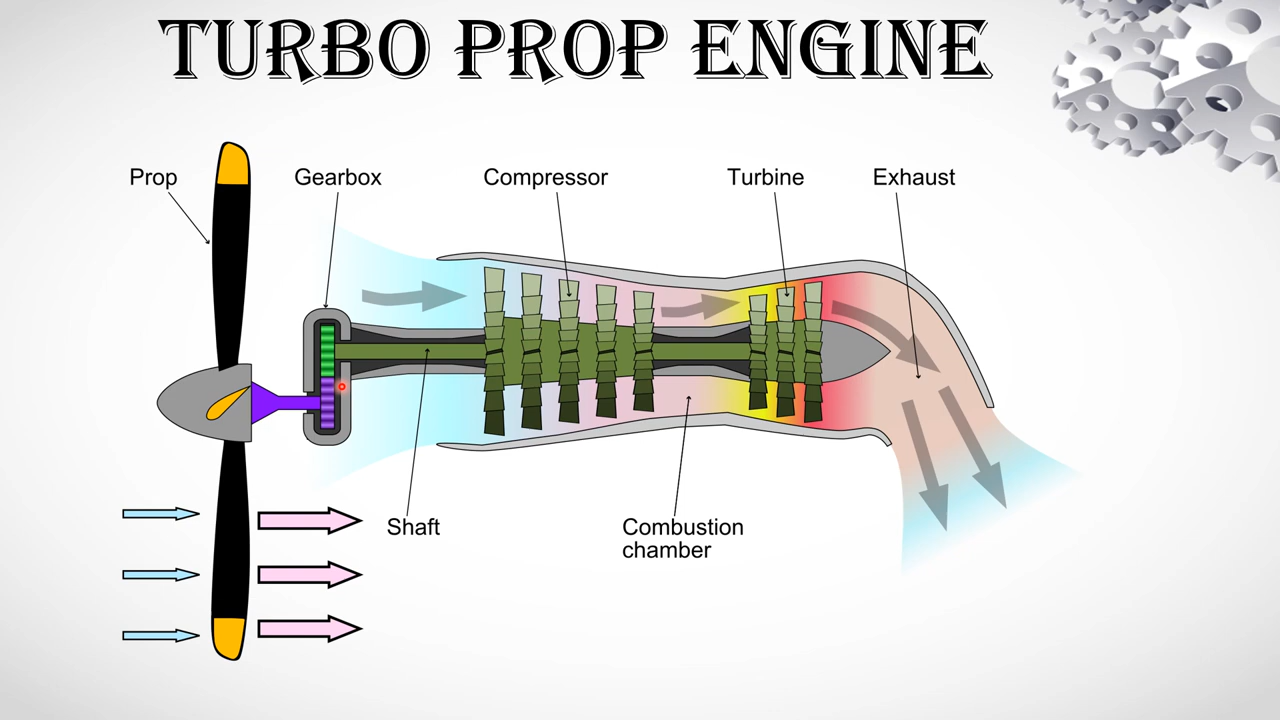 TURBO PROP ENGINE
Prop
Gearbox
Compressor
Turbine
Exhaust
Shaft
Combustion
chamber